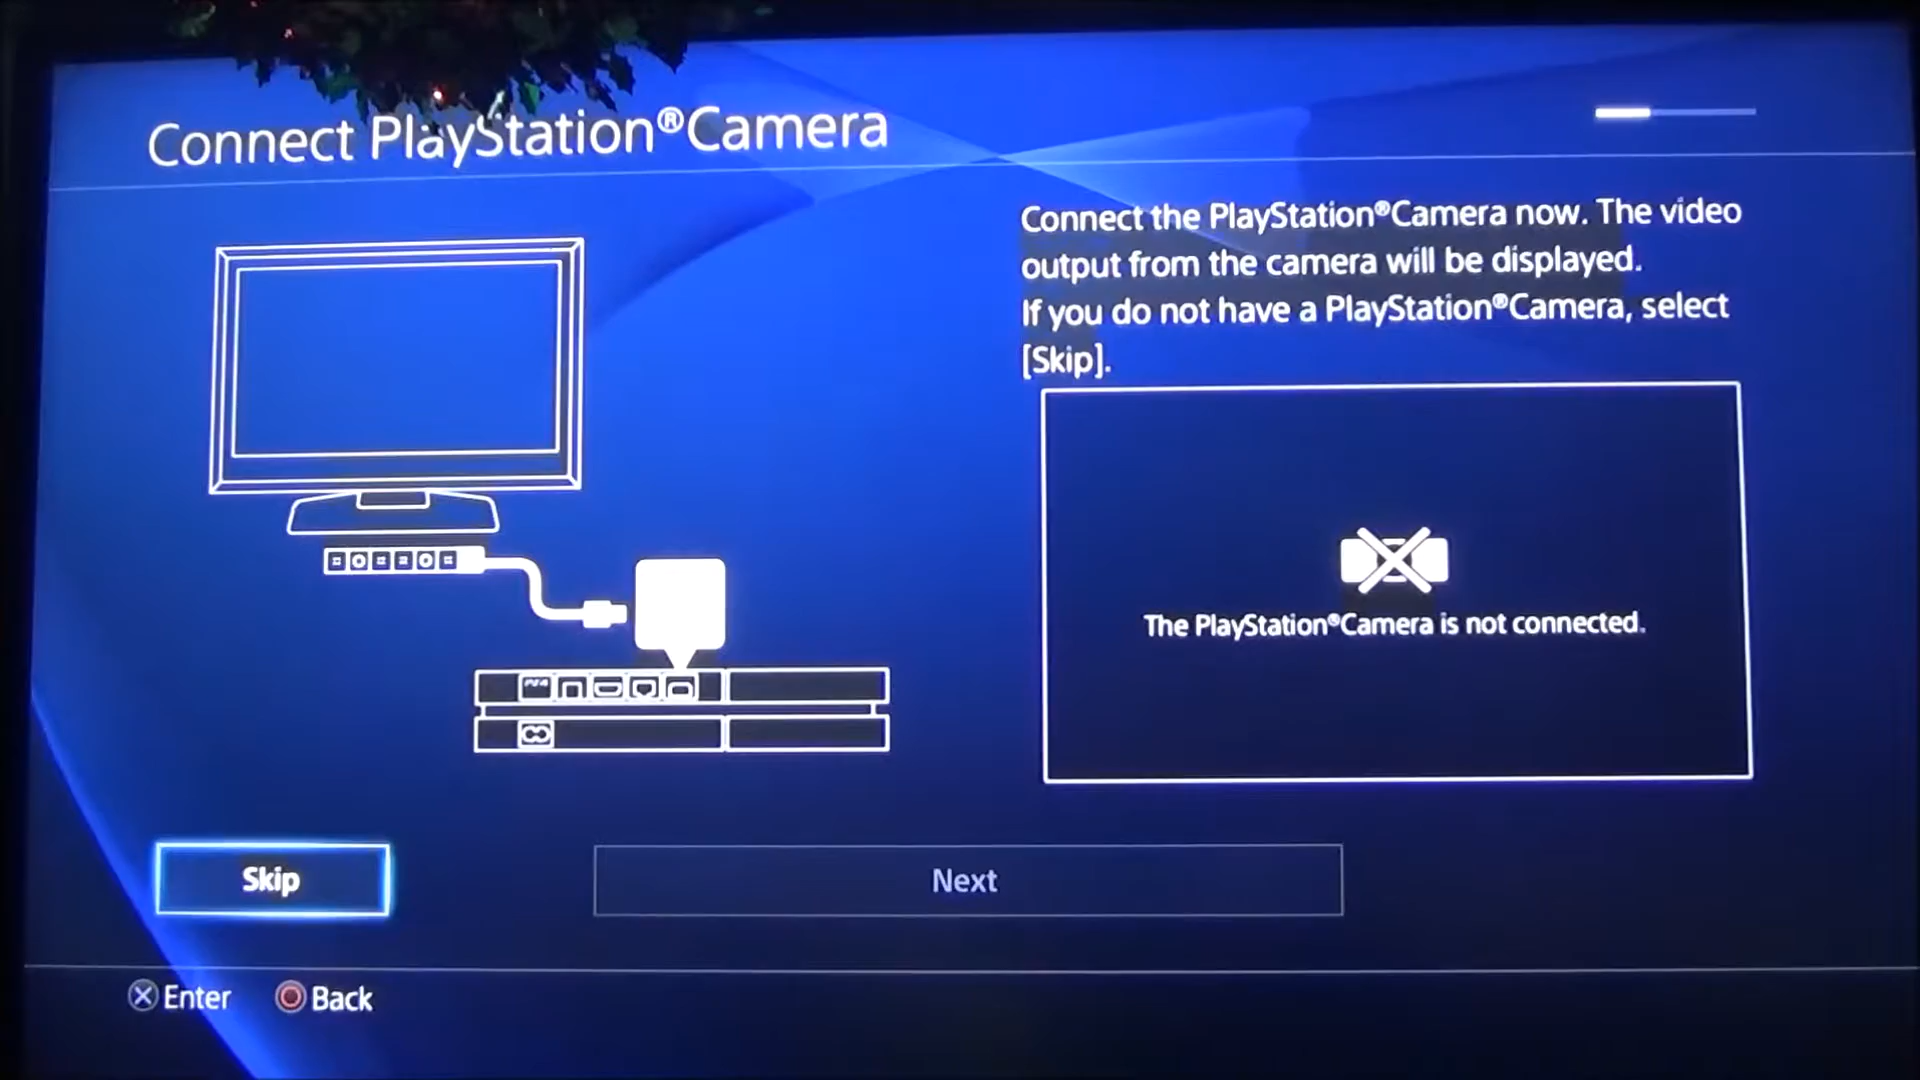 Connect PlayStation®Camera
Connect the PlayStation®Camera now. The video
output from the camera will be displayed.
If you do not have a PlayStation®Camera, select
[Skip].
The PlayStation®Camera is not connected.
PS4
Skip
Next
Enter
Back